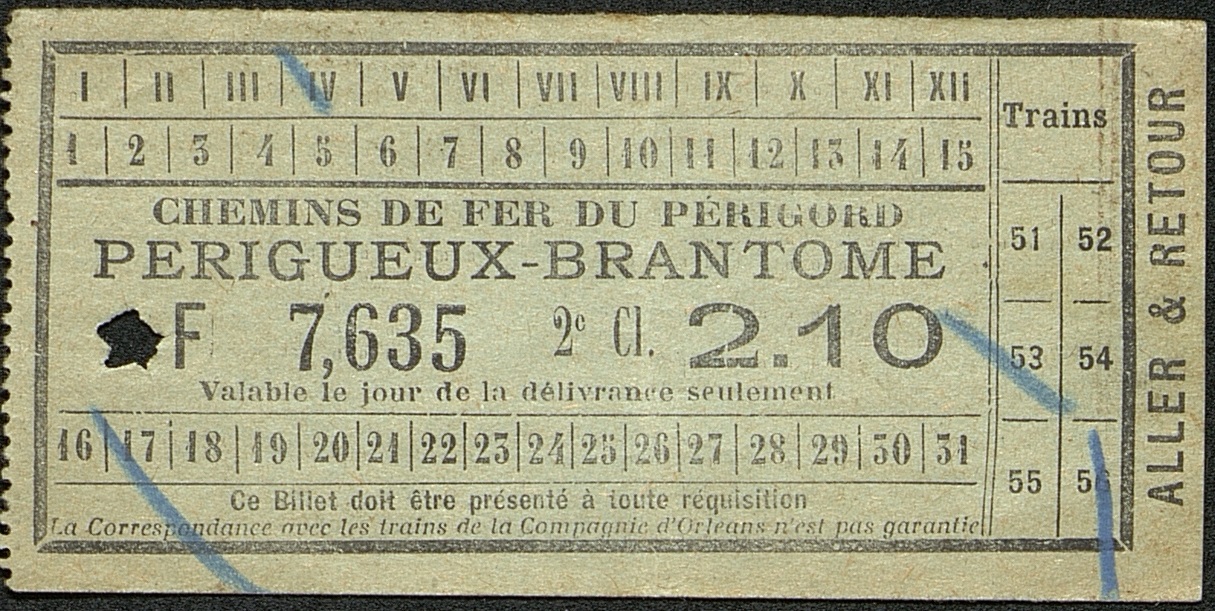 I | II | III | IV | V | VI | VII | VIII | IX | X | XI | XII
1 | 2 | 3 | 4 | 5 | 6 | 7 | 8 | 9 | 10 | 11 | 12 | 13 | 14 | 15
CHEMINS DE FER DU PÉRIGORD
PERIGUEUX-BRANTOME
F 7,635 2e Cl. 2.10
Valable le jour de la délivrance seulement
16 | 17 | 18 | 19 | 20 | 21 | 22 | 23 | 24 | 25 | 26 | 27 | 28 | 29 | 30 | 31
Ce Billet doit être présenté à toute réquisition
La Correspondance avec les trains de la Compagnie d'Orleans n'est pas garantie
Trains
51 52
53 54
55 56
ALLER & RETOUR